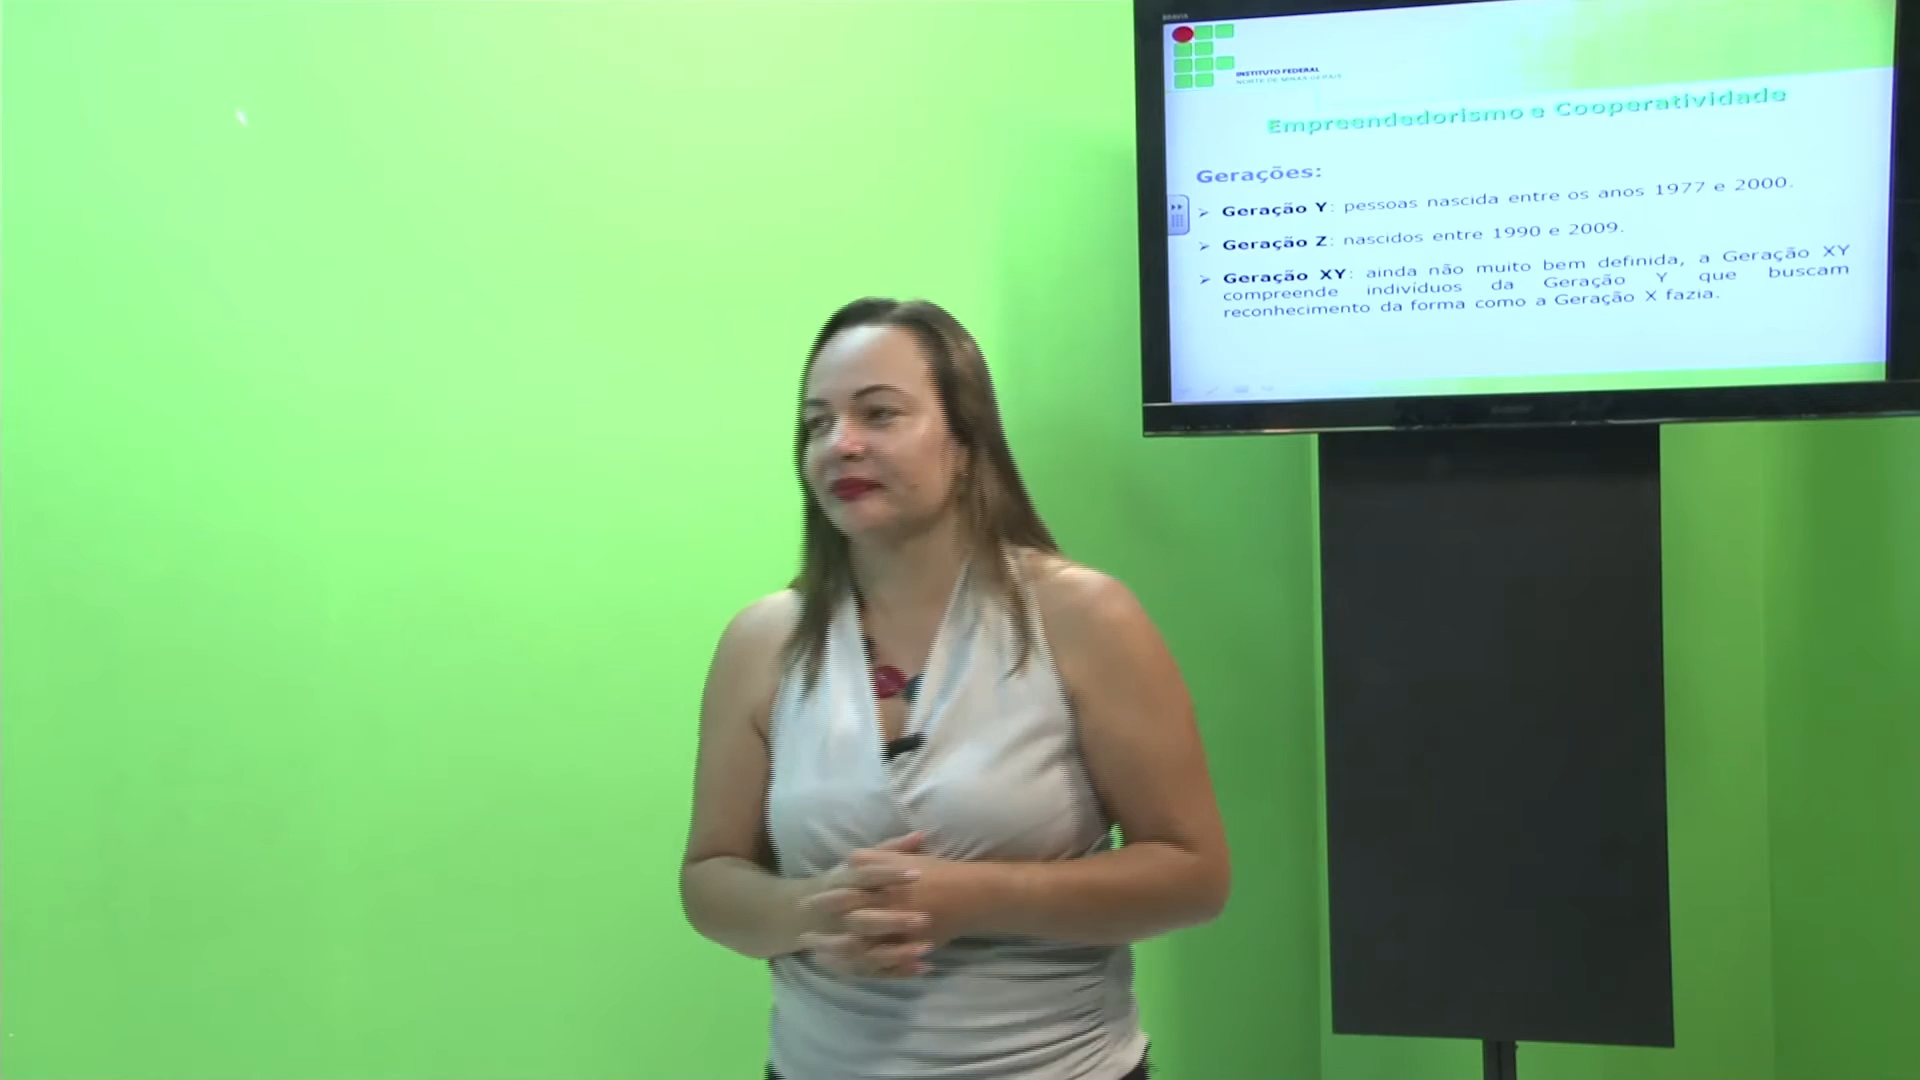 BRAVIA
INSTITUTO FEDERAL
NORTE DE MINAS GERAIS
Empreendedorismo e Cooperatividade
Gerações:
➢ Geração Y: pessoas nascida entre os anos 1977 e 2000.
➢ Geração Z: nascidos entre 1990 e 2009.
➢ Geração XY: ainda não muito bem definida, a Geração XY
compreende indivíduos da Geração Y que buscam
reconhecimento da forma como a Geração X fazia.